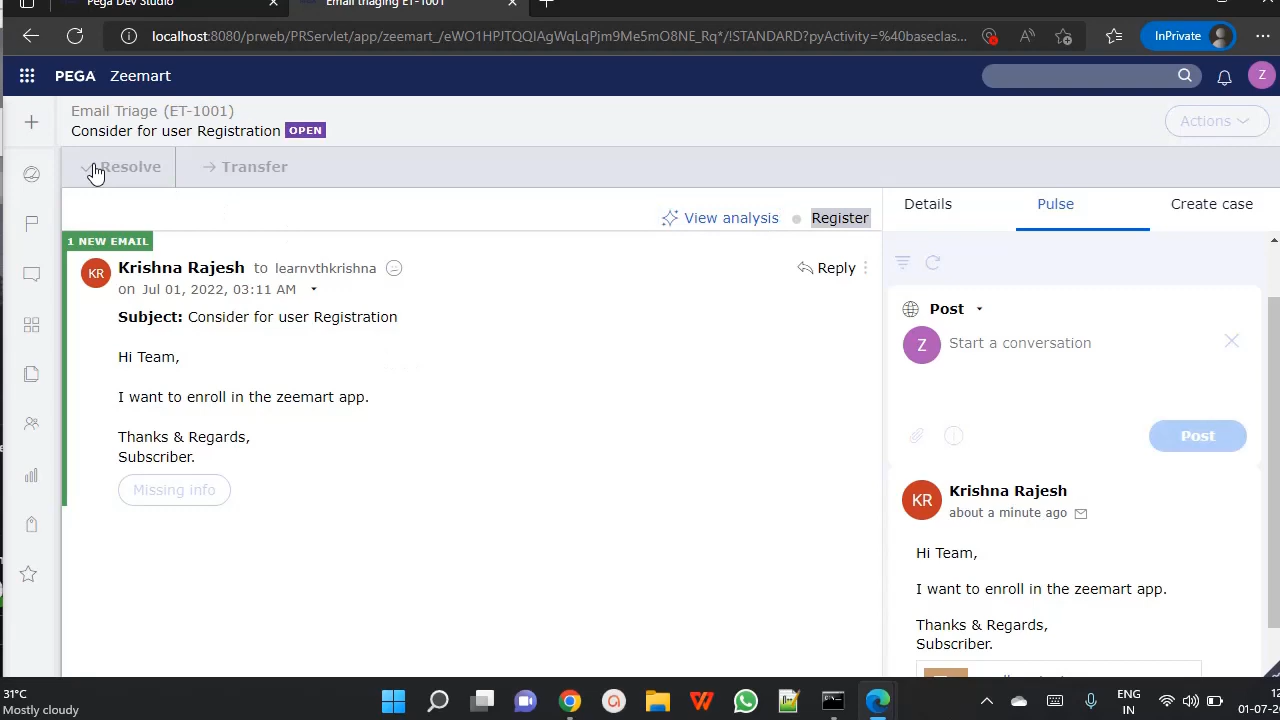 Pega Dev Studio
Email triaging ET-1001
localhost:8080/prweb/PRServlet/app/zeemart_/eWO1HPJTQQIAgWqLqPjm9Me5mO8NE_Rq*/!STANDARD?pyActivity=%40baseclas...
InPrivate
PEGA Zeemart
Z
Email Triage (ET-1001)
Consider for user Registration OPEN
Actions
Resolve
Transfer
View analysis
Register
Details
Pulse
Create case
1 NEW EMAIL
KR
Krishna Rajesh to learnvthkrishna
on Jul 01, 2022, 03:11 AM
Reply
Subject: Consider for user Registration
Hi Team,
I want to enroll in the zeemart app.
Thanks & Regards,
Subscriber.
Missing info
Post
Z
Start a conversation
Post
KR
Krishna Rajesh
about a minute ago
Hi Team,
I want to enroll in the zeemart app.
Thanks & Regards,
Subscriber.
31°C
Mostly cloudy
ENG
IN